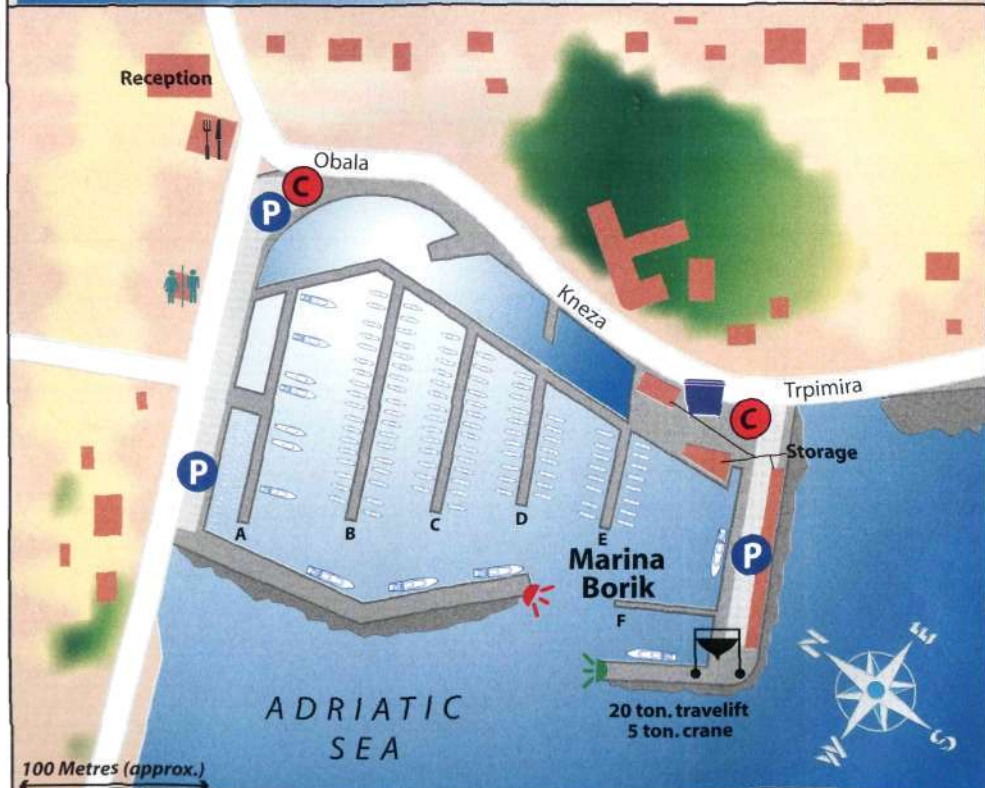 Reception
Obala
C
P
Kneza
Trpimira
C
Storage
P
A
B
C
D
E
Marina
Borik
P
F
N
E
W
S
ADRIATIC
SEA
20 ton. travelift
5 ton. crane
100 Metres (approx.)